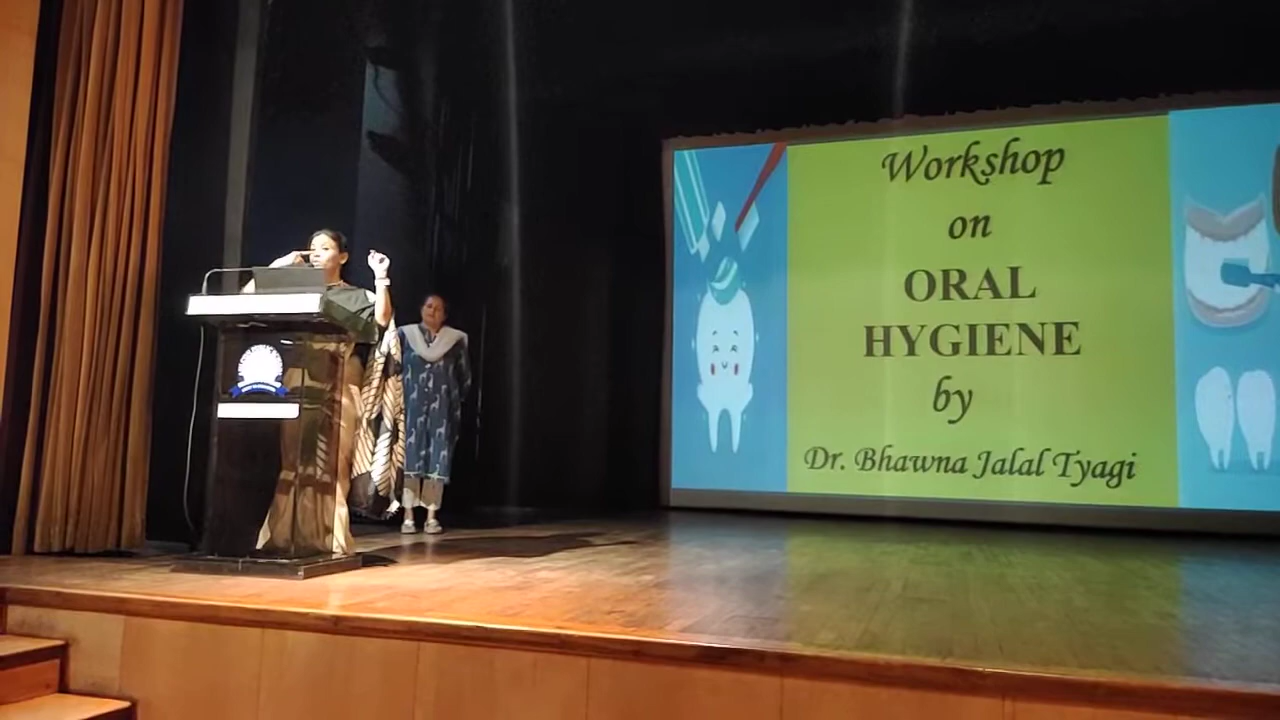 Workshop
on
ORAL
HYGIENE
by
Dr. Bhawna Jalal Tyagi